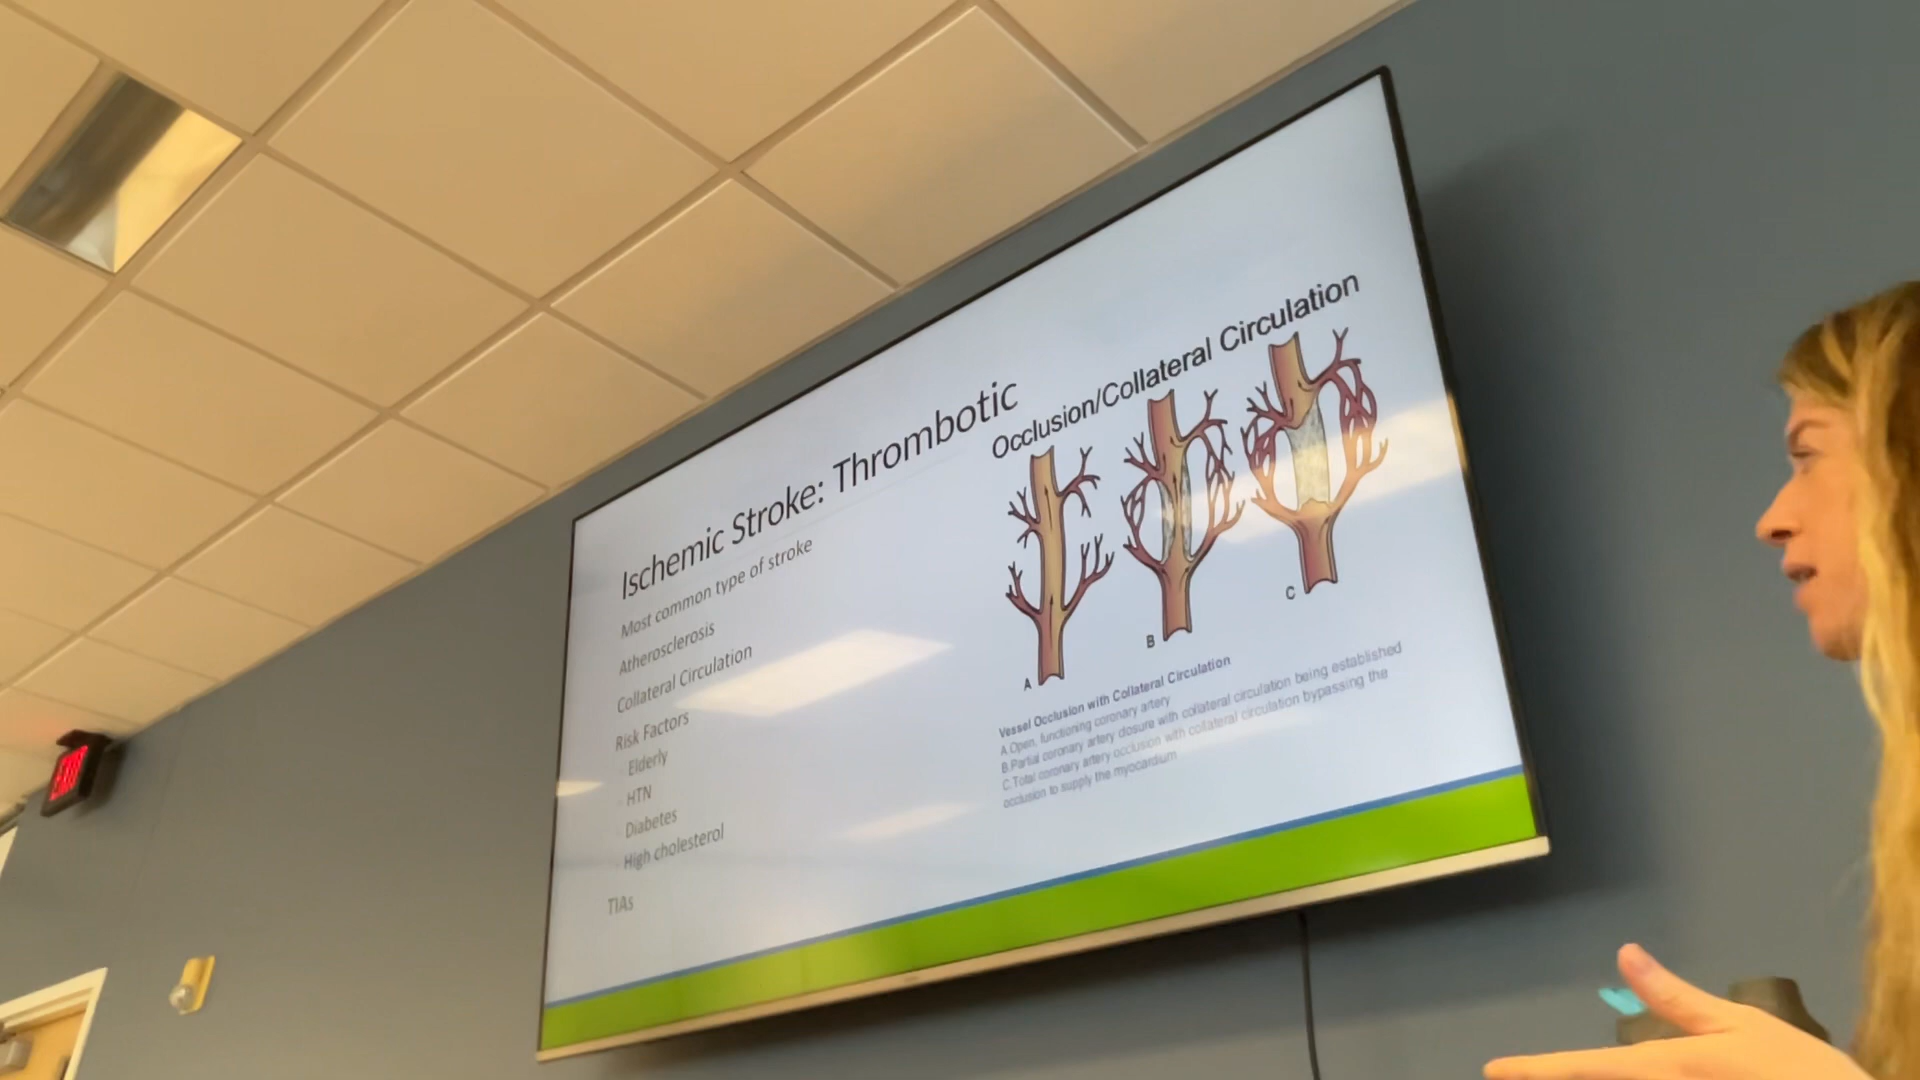 Ischemic Stroke: Thrombotic
Most common type of stroke
Atherosclerosis
Collateral Circulation
Risk Factors
Elderly
HTN
Diabetes
High cholesterol
TIAs
Occlusion/Collateral Circulation
A
B
C
Vessel Occlusion with Collateral Circulation
A.Open, functioning coronary artery
B.Partial coronary artery closure with collateral circulation being established
C.Total coronary artery occlusion with collateral circulation bypassing the
occlusion to supply the myocardium